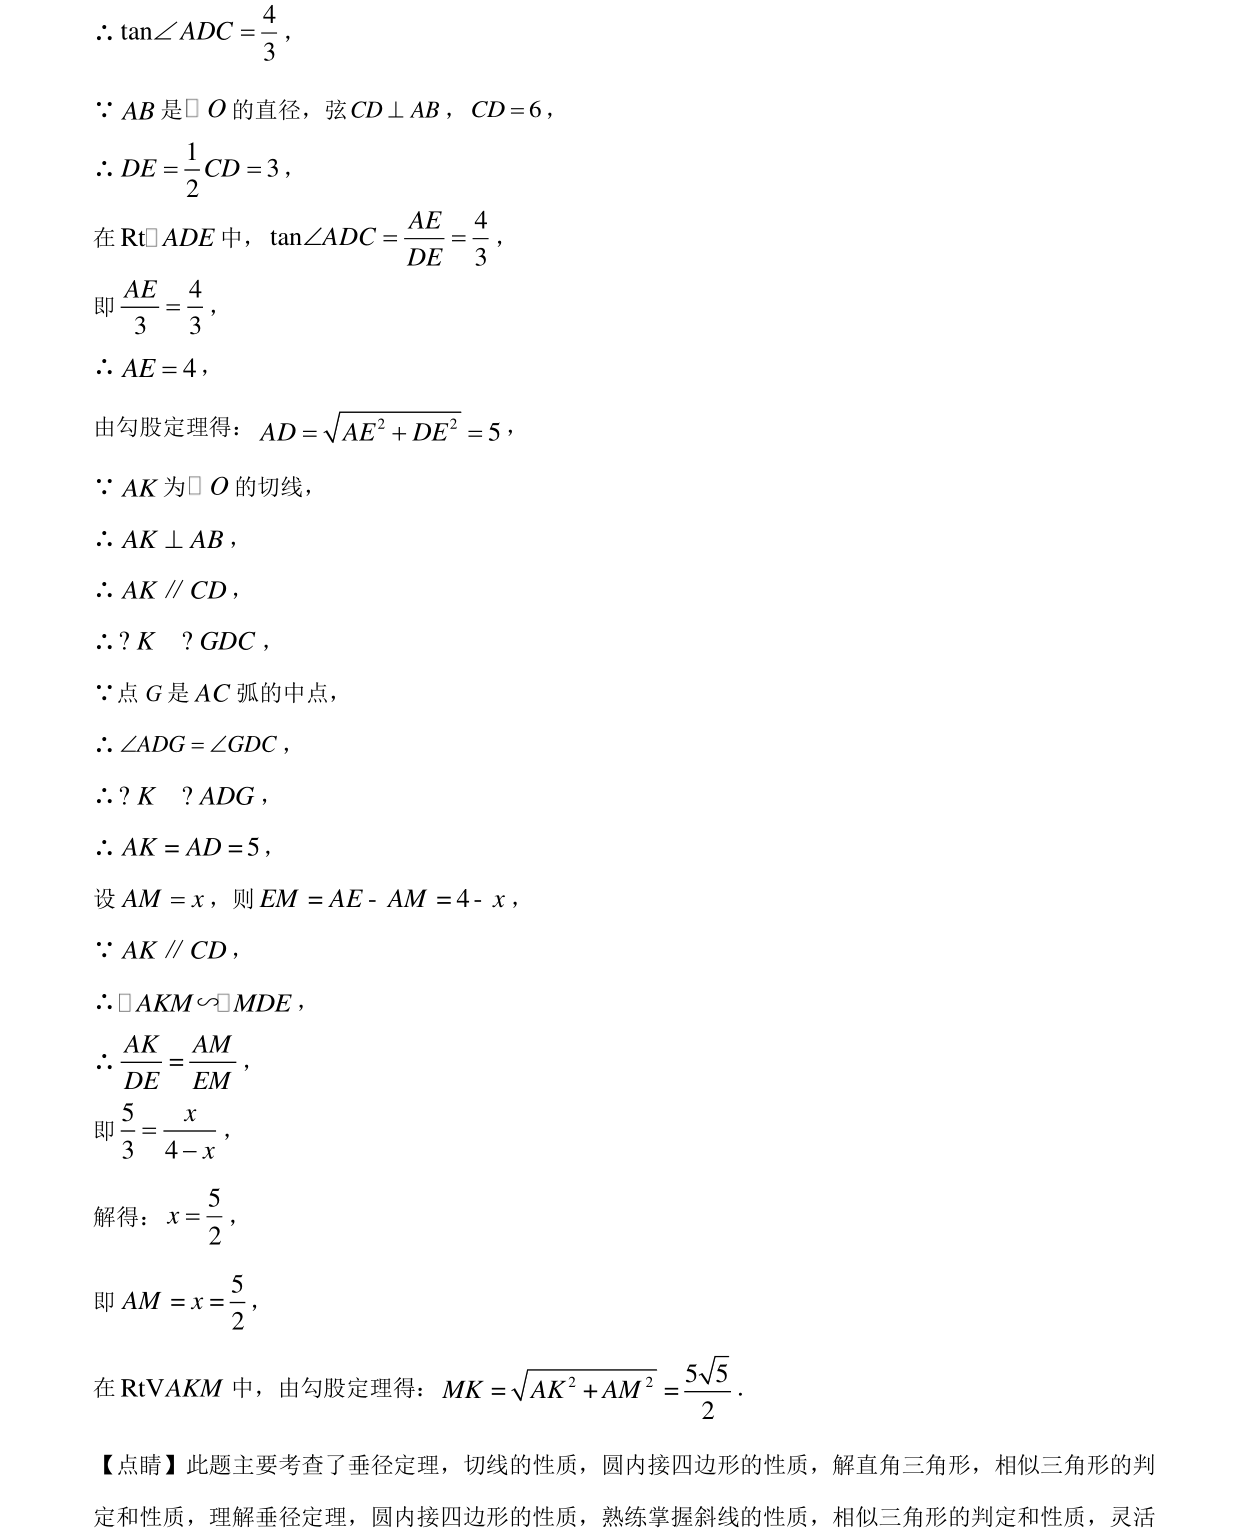 ∴ tan∠ADC = 4/3，
∵ AB 是□ O 的直径，弦 CD ⊥ AB，CD = 6，
∴ DE = 1/2 CD = 3，
在 Rt□ ADE 中，tan∠ADC = AE/DE = 4/3，
即 AE/3 = 4/3，
∴ AE = 4，
由勾股定理得：AD = √(AE² + DE²) = 5，
∵ AK 为□ O 的切线，
∴ AK ⊥ AB，
∴ AK ∥ CD，
∴? K ? GDC，
∵点 G 是 AC 弧的中点，
∴ ∠ADG = ∠GDC，
∴? K ? ADG，
∴ AK = AD = 5，
设 AM = x，则 EM = AE - AM = 4 - x，
∵ AK ∥ CD，
∴□ AKM∽□ MDE，
∴ AK/DE = AM/EM，
即 5/3 = x/(4−x)，
解得：x = 5/2，
即 AM = x = 5/2，
在 RtVAKM 中，由勾股定理得：MK = √(AK² + AM²) = 5√5/2．
【点睛】此题主要考查了垂径定理，切线的性质，圆内接四边形的性质，解直角三角形，相似三角形的判
定和性质，理解垂径定理，圆内接四边形的性质，熟练掌握斜线的性质，相似三角形的判定和性质，灵活